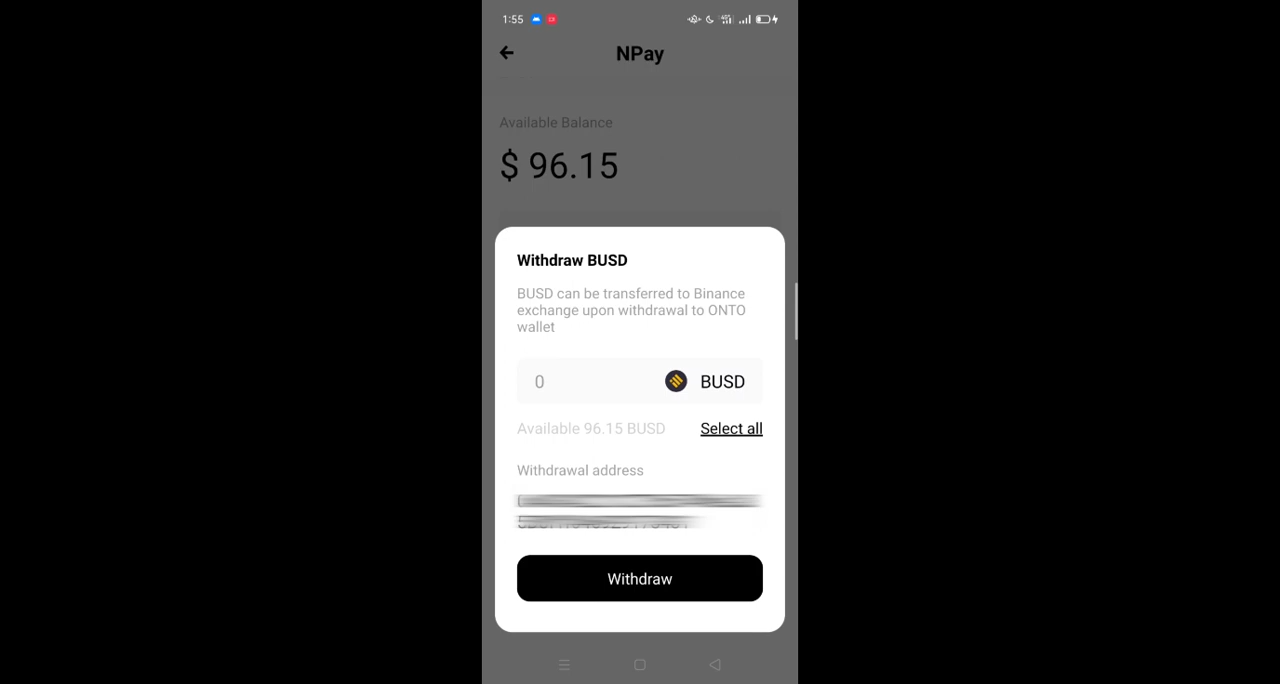 1:55
NPay
Available Balance
$ 96.15
Withdraw BUSD
BUSD can be transferred to Binance
exchange upon withdrawal to ONTO
wallet
0 BUSD
Available 96.15 BUSD Select all
Withdrawal address
Withdraw